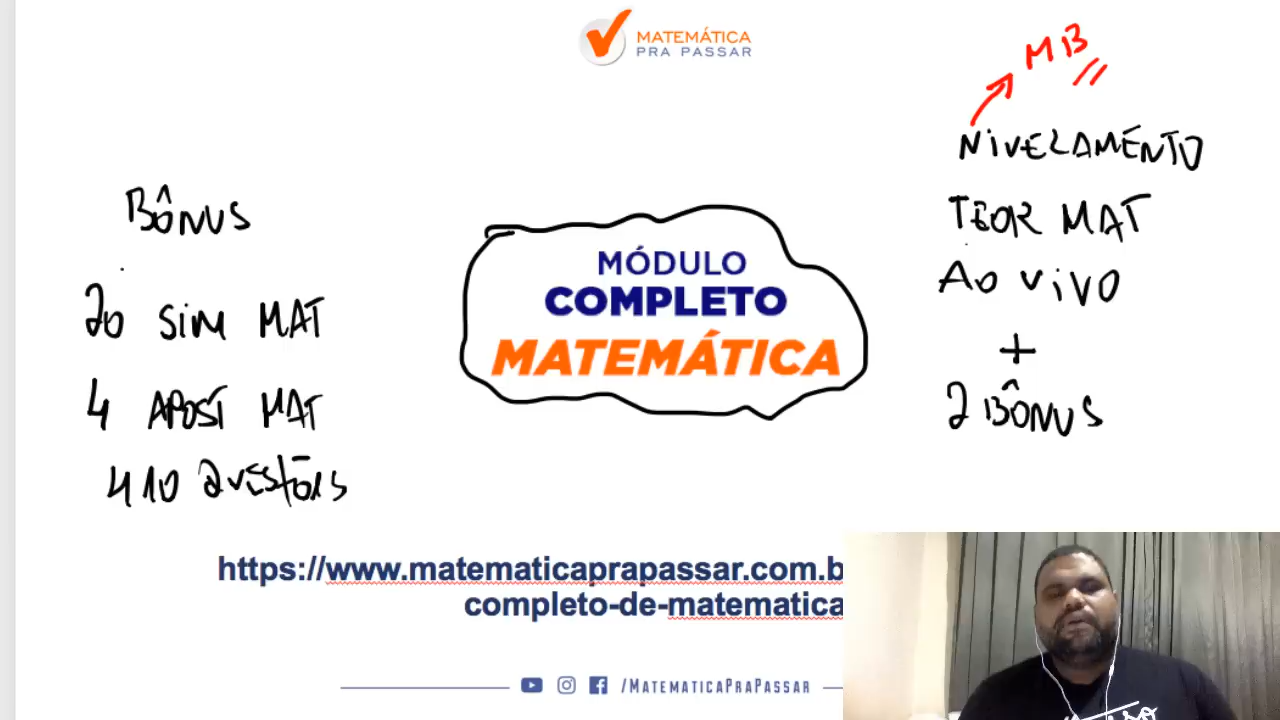 MATEMÁTICA
PRA PASSAR
MB
NIVELAMENTO
TEOR MAT
AO VIVO
+
2 BÔNUS
BÔNUS
20 SIM MAT
4 APOST MAT
410 QUESTÕES
MÓDULO
COMPLETO
MATEMÁTICA
https://www.matematicaprapassar.com.b
completo-de-matematica
/MATEMATICAPRAPASSAR